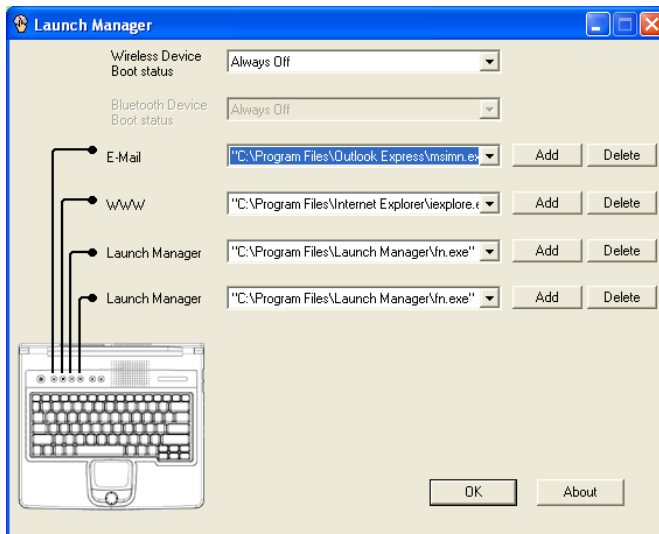 Launch Manager
Wireless Device
Boot status
Always Off
Bluetooth Device
Boot status
Always Off
E-Mail
"C:\Program Files\Outlook Express\msimn.ex
Add
Delete
WWW
"C:\Program Files\Internet Explorer\iexplore.e
Add
Delete
Launch Manager
"C:\Program Files\Launch Manager\fn.exe"
Add
Delete
Launch Manager
"C:\Program Files\Launch Manager\fn.exe"
Add
Delete
OK
About